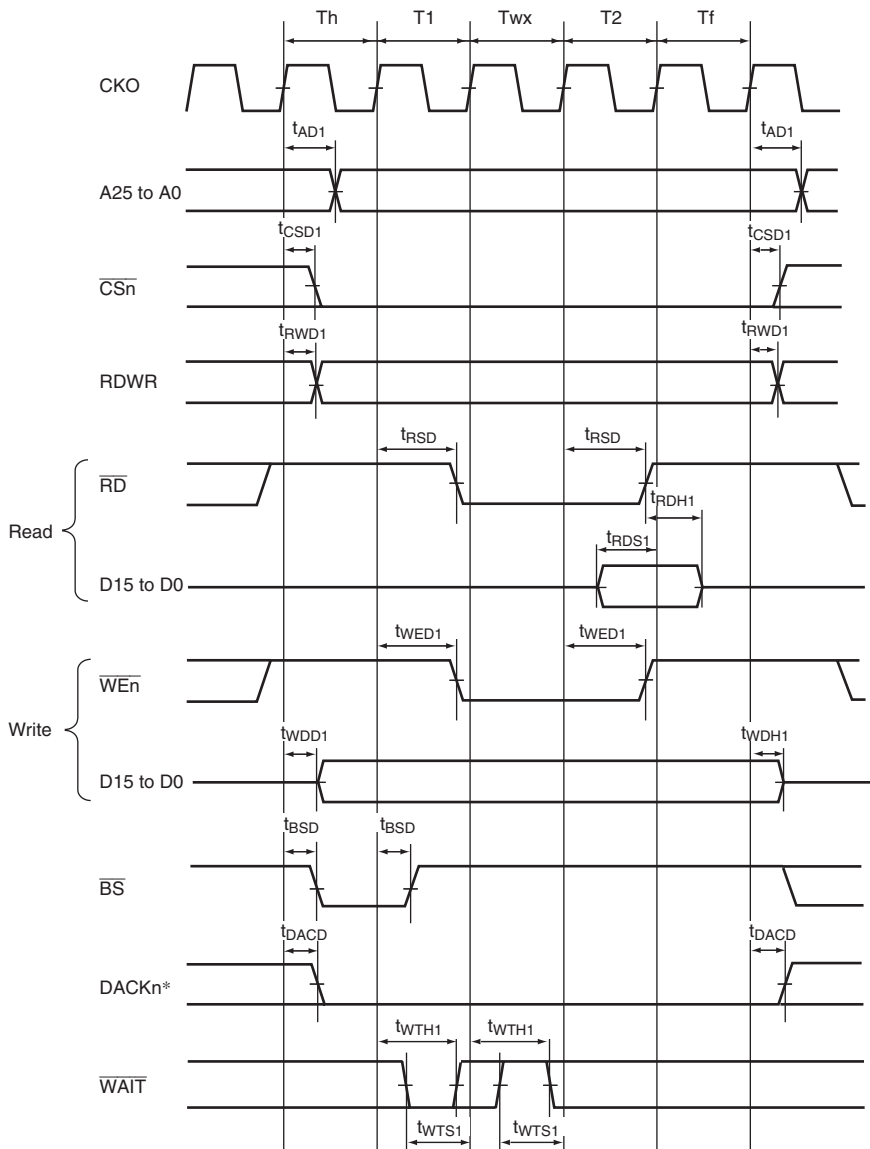 Th T1 Twx T2 Tf
CKO
tAD1 tAD1
A25 to A0
tCSD1 tCSD1
CSn
tRWD1 tRWD1
RDWR
tRSD tRSD
RD
tRDH1
Read
tRDS1
D15 to D0
tWED1 tWED1
WEn
Write
tWDD1 tWDH1
D15 to D0
tBSD tBSD
BS
tDACD tDACD
DACKn*
tWTH1 tWTH1
WAIT
tWTS1 tWTS1